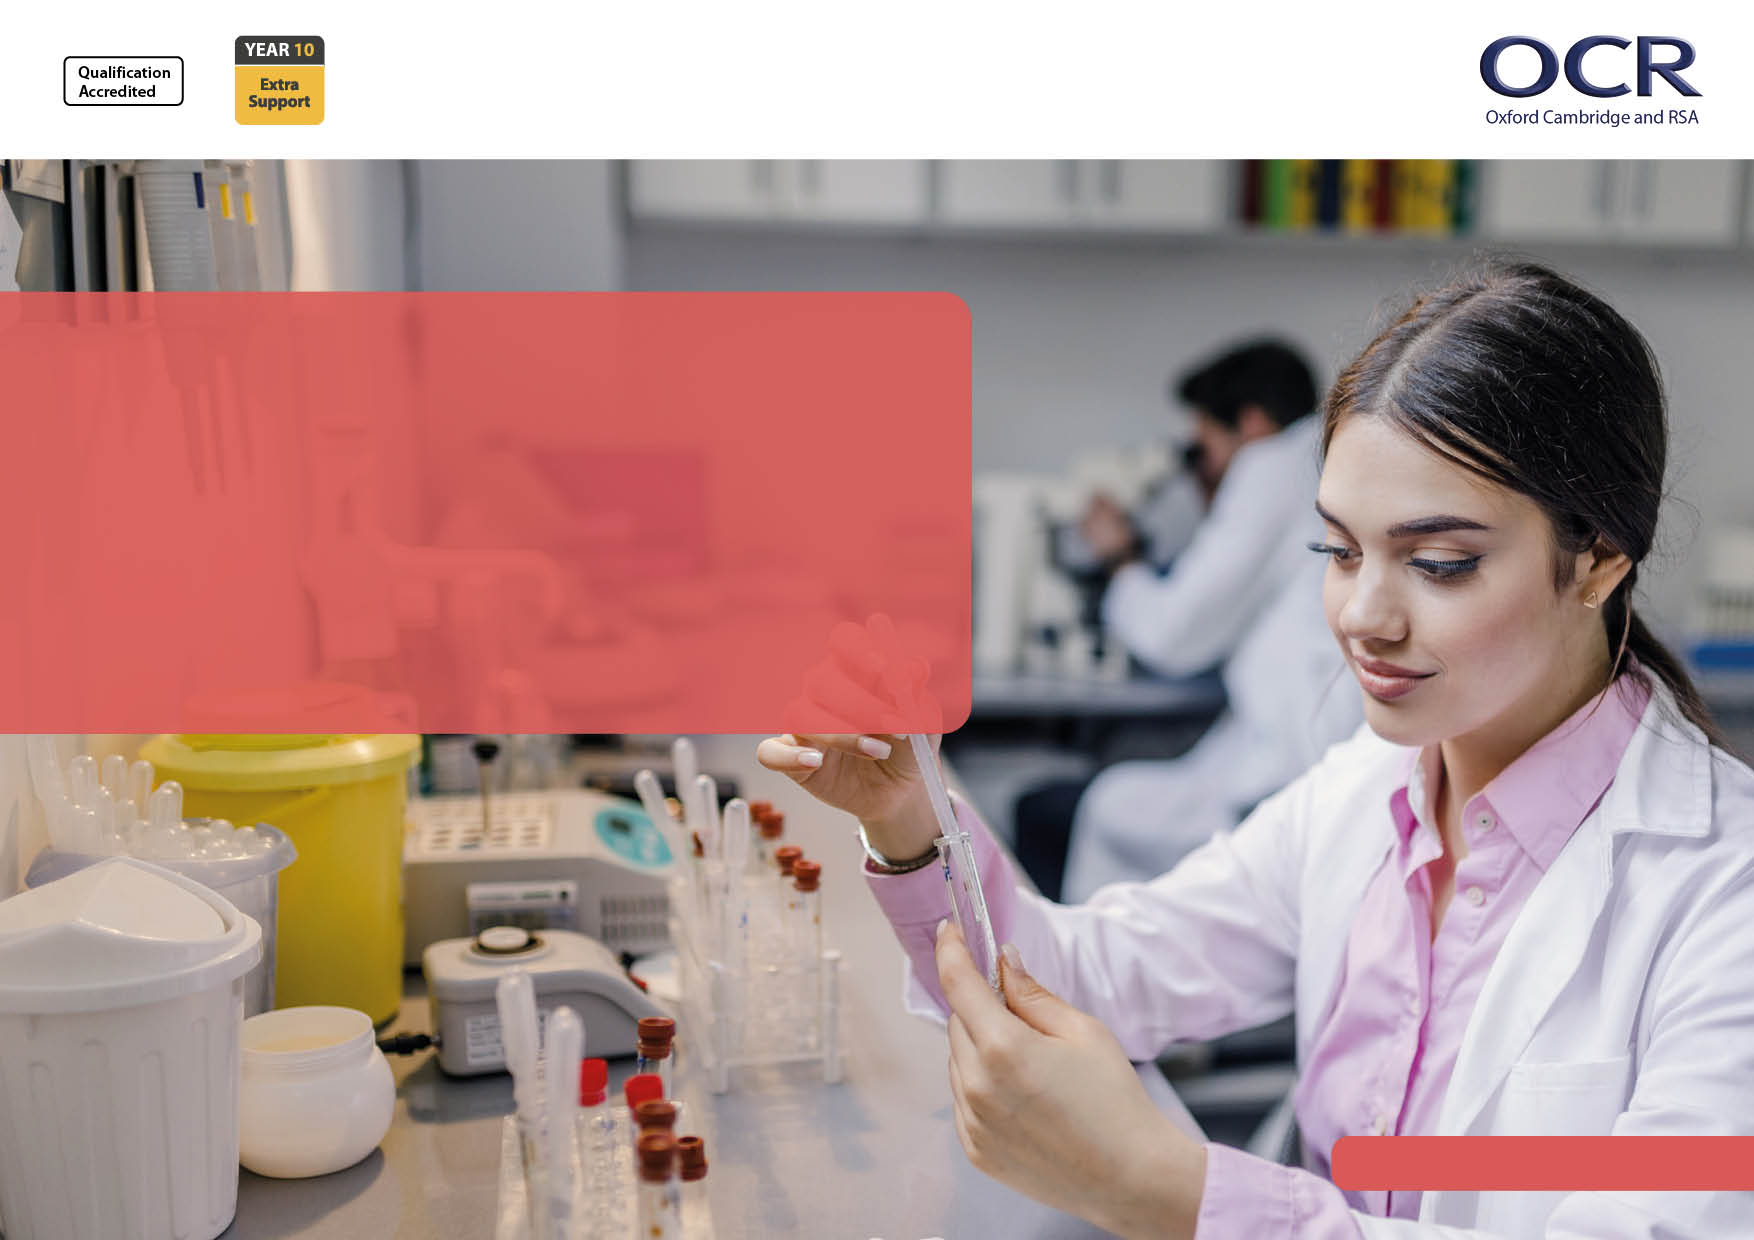 Qualification
Accredited
YEAR 10
Extra
Support
OCR
Oxford Cambridge and RSA